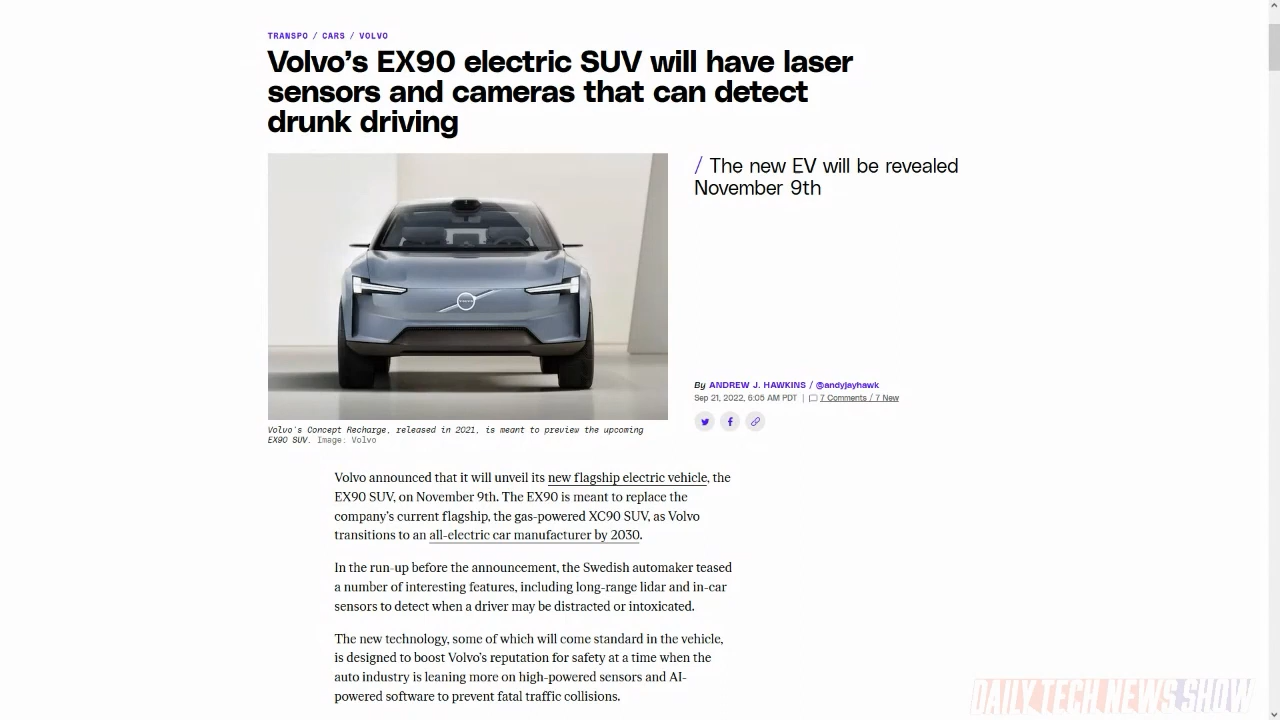 TRANSPO / CARS / VOLVO
Volvo’s EX90 electric SUV will have laser
sensors and cameras that can detect
drunk driving
/ The new EV will be revealed
November 9th
By ANDREW J. HAWKINS / @andyjayhawk
Sep 21, 2022, 6:05 AM PDT | 7 Comments / 7 New
Volvo's Concept Recharge, released in 2021, is meant to preview the upcoming
EX90 SUV. Image: Volvo
Volvo announced that it will unveil its new flagship electric vehicle, the
EX90 SUV, on November 9th. The EX90 is meant to replace the
company’s current flagship, the gas-powered XC90 SUV, as Volvo
transitions to an all-electric car manufacturer by 2030.
In the run-up before the announcement, the Swedish automaker teased
a number of interesting features, including long-range lidar and in-car
sensors to detect when a driver may be distracted or intoxicated.
The new technology, some of which will come standard in the vehicle,
is designed to boost Volvo’s reputation for safety at a time when the
auto industry is leaning more on high-powered sensors and AI-
powered software to prevent fatal traffic collisions.
DAILY TECH NEWS SHOW